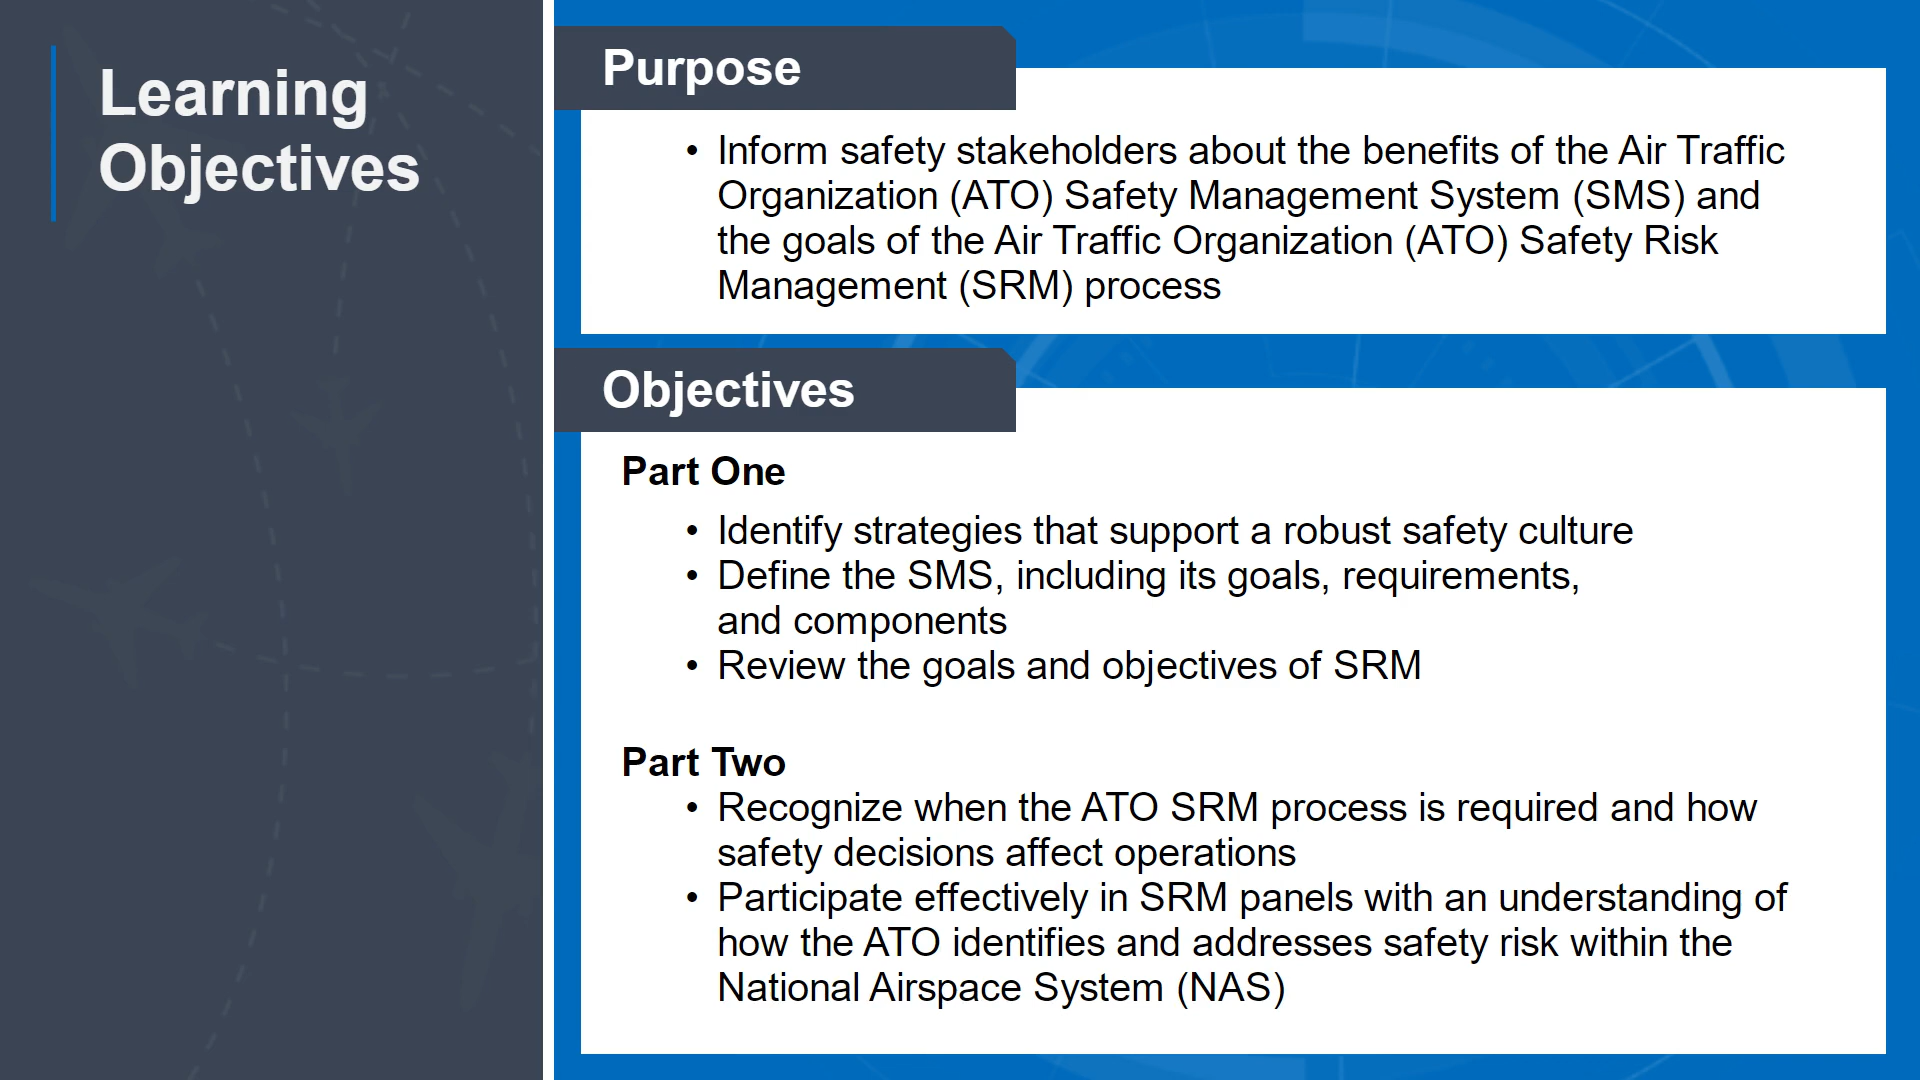 Learning
Objectives
Purpose
• Inform safety stakeholders about the benefits of the Air Traffic
Organization (ATO) Safety Management System (SMS) and
the goals of the Air Traffic Organization (ATO) Safety Risk
Management (SRM) process
Objectives
Part One
• Identify strategies that support a robust safety culture
• Define the SMS, including its goals, requirements,
and components
• Review the goals and objectives of SRM
Part Two
• Recognize when the ATO SRM process is required and how
safety decisions affect operations
• Participate effectively in SRM panels with an understanding of
how the ATO identifies and addresses safety risk within the
National Airspace System (NAS)